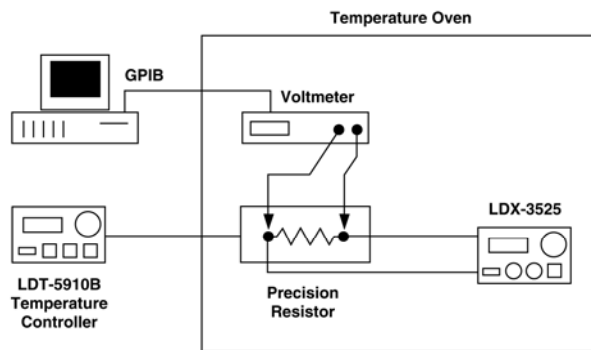 Temperature Oven
GPIB
Voltmeter
LDX-3525
LDT-5910B
Temperature
Controller
Precision
Resistor